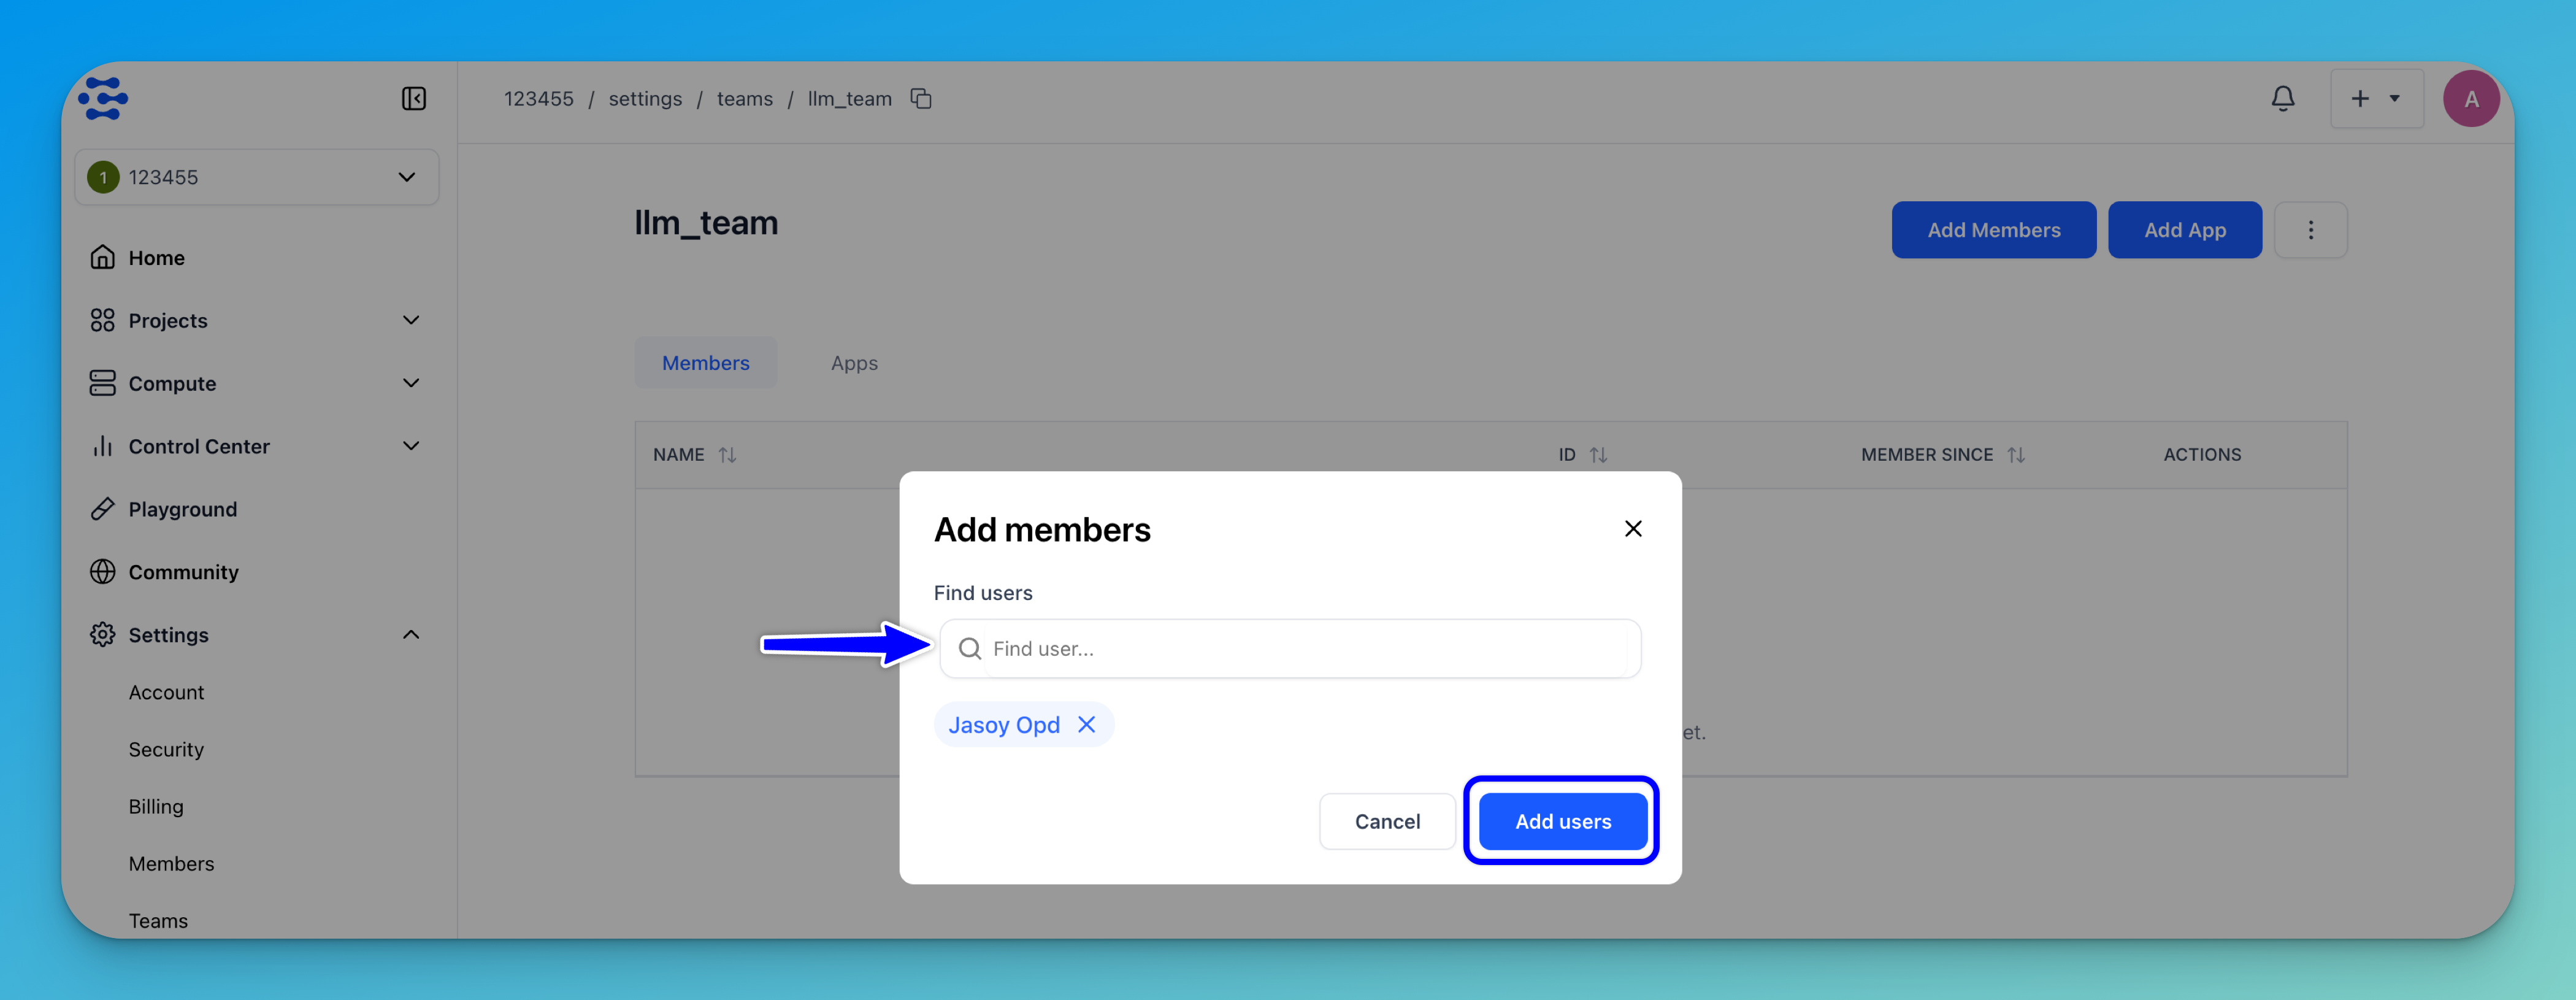 123455 / settings / teams / llm_team
A
1 123455
Home
Projects
Compute
Control Center
Playground
Community
Settings
Account
Security
Billing
Members
Teams
llm_team
Add Members
Add App
Members
Apps
NAME
ID
MEMBER SINCE
ACTIONS
et.
Add members
Find users
Find user...
Jasoy Opd
Cancel
Add users